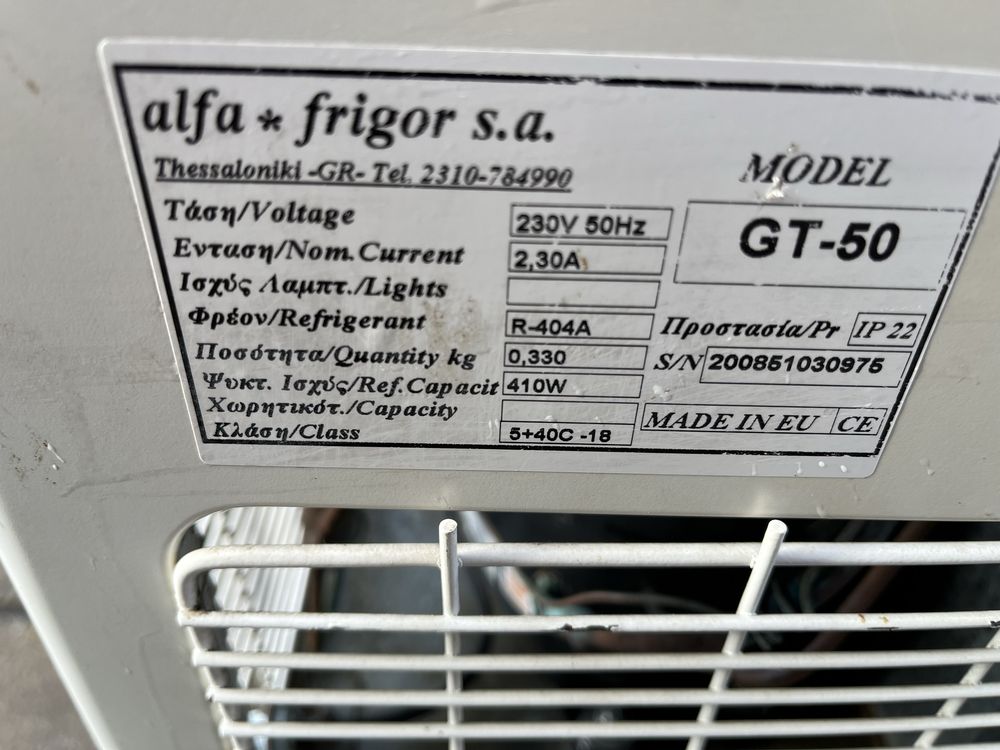 alfa * frigor s.a.
Thessaloniki -GR- Tel. 2310-784990
MODEL
GT-50
Τάση/Voltage 230V 50Hz
Ενταση/Nom. Current 2,30A
Ισχύς Λαμπτ./Lights
Φρέον/Refrigerant R-404A
Προστασία/Pr IP 22
Ποσότητα/Quantity kg 0,330
S/N 200851030975
Ψυκτ. Ισχύς/Ref.Capacit 410W
Χωρητικότ./Capacity
MADE IN EU CE
Κλάση/Class 5+40C -18